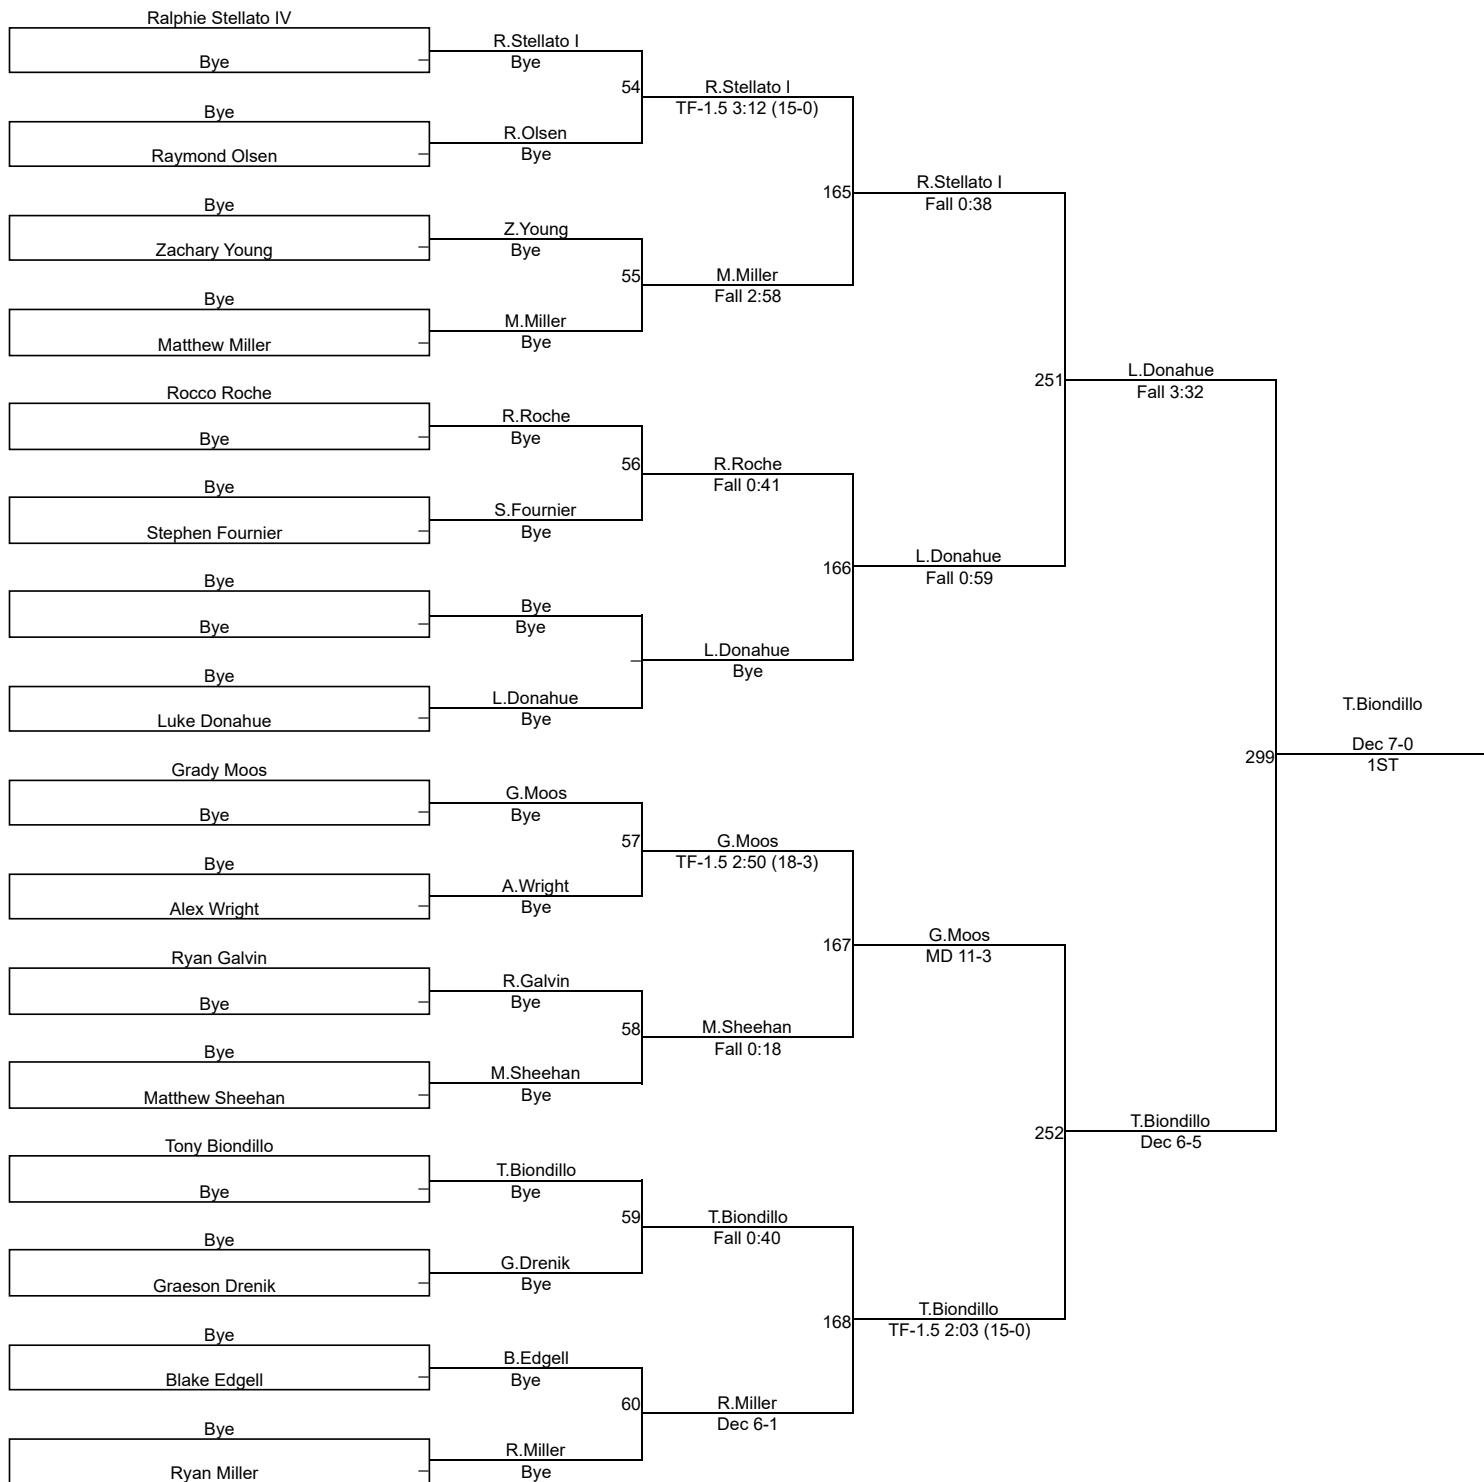 Ralphie Stellato IV
Bye
Bye
Raymond Olsen
Bye
Zachary Young
Bye
Matthew Miller
Rocco Roche
Bye
Bye
Stephen Fournier
Bye
Bye
Bye
Luke Donahue
Grady Moos
Bye
Bye
Alex Wright
Ryan Galvin
Bye
Bye
Matthew Sheehan
Tony Biondillo
Bye
Bye
Graeson Drenik
Bye
Blake Edgell
Bye
Ryan Miller
R.Stellato I
Bye
54
R.Olsen
Bye
Z.Young
Bye
55
M.Miller
Bye
R.Roche
Bye
56
S.Fournier
Bye
Bye
Bye
L.Donahue
Bye
G.Moos
Bye
57
A.Wright
Bye
R.Galvin
Bye
58
M.Sheehan
Bye
T.Biondillo
Bye
59
G.Drenik
Bye
B.Edgell
Bye
60
R.Miller
Bye
R.Stellato I
TF-1.5 3:12 (15-0)
165
M.Miller
Fall 2:58
R.Roche
Fall 0:41
166
L.Donahue
Bye
G.Moos
TF-1.5 2:50 (18-3)
167
M.Sheehan
Fall 0:18
T.Biondillo
Fall 0:40
168
R.Miller
Dec 6-1
R.Stellato I
Fall 0:38
251
L.Donahue
Fall 0:59
G.Moos
MD 11-3
252
T.Biondillo
TF-1.5 2:03 (15-0)
L.Donahue
Fall 3:32
299
T.Biondillo
Dec 6-5
T.Biondillo
Dec 7-0
1ST